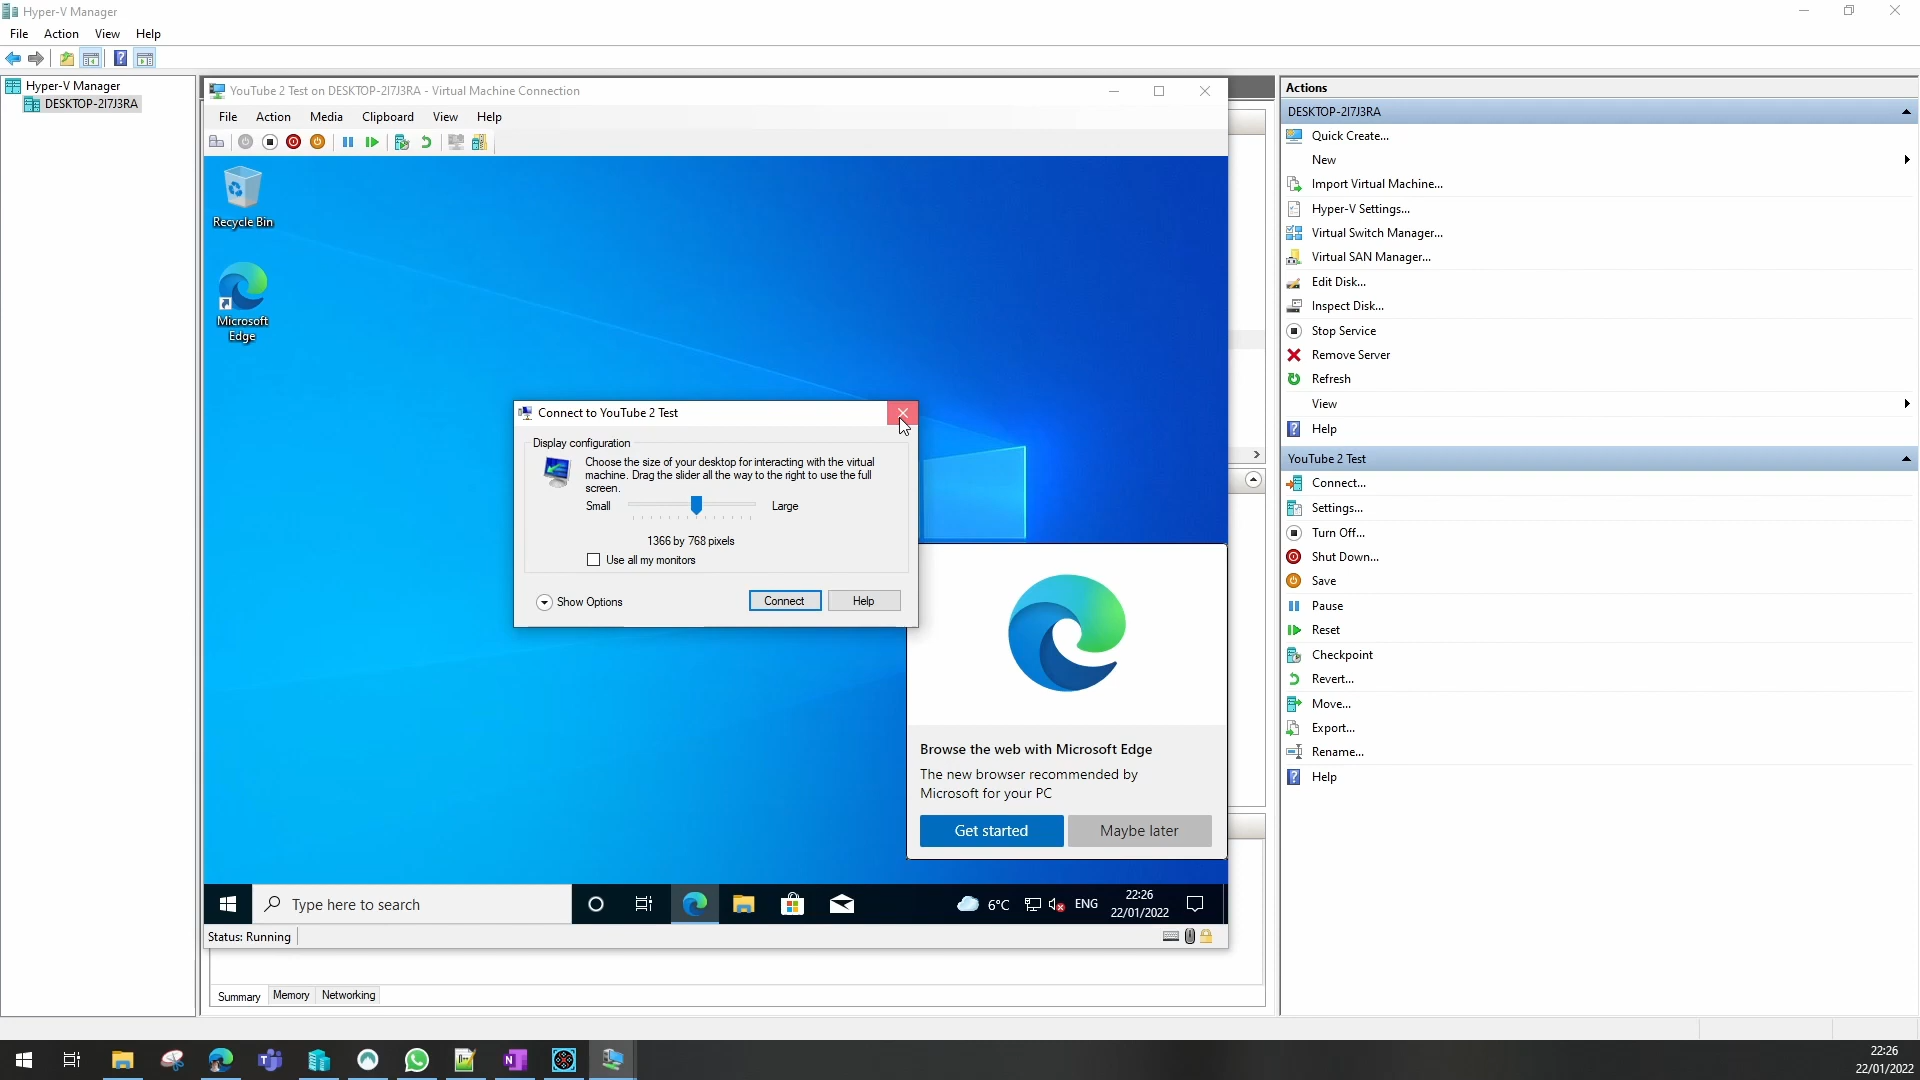 Hyper-V Manager
File Action View Help
Hyper-V Manager
DESKTOP-2I7J3RA
YouTube 2 Test on DESKTOP-2I7J3RA - Virtual Machine Connection
File Action Media Clipboard View Help
Recycle Bin
Microsoft
Edge
Connect to YouTube 2 Test
Display configuration
Choose the size of your desktop for interacting with the virtual
machine. Drag the slider all the way to the right to use the full
screen.
Small Large
1366 by 768 pixels
Use all my monitors
Show Options Connect Help
Browse the web with Microsoft Edge
The new browser recommended by
Microsoft for your PC
Get started Maybe later
Type here to search
6°C ENG
22:26
22/01/2022
Status: Running
Summary Memory Networking
Actions
DESKTOP-2I7J3RA
Quick Create...
New
Import Virtual Machine...
Hyper-V Settings...
Virtual Switch Manager...
Virtual SAN Manager...
Edit Disk...
Inspect Disk...
Stop Service
Remove Server
Refresh
View
Help
YouTube 2 Test
Connect...
Settings...
Turn Off...
Shut Down...
Save
Pause
Reset
Checkpoint
Revert...
Move...
Export...
Rename...
Help
22:26
22/01/2022